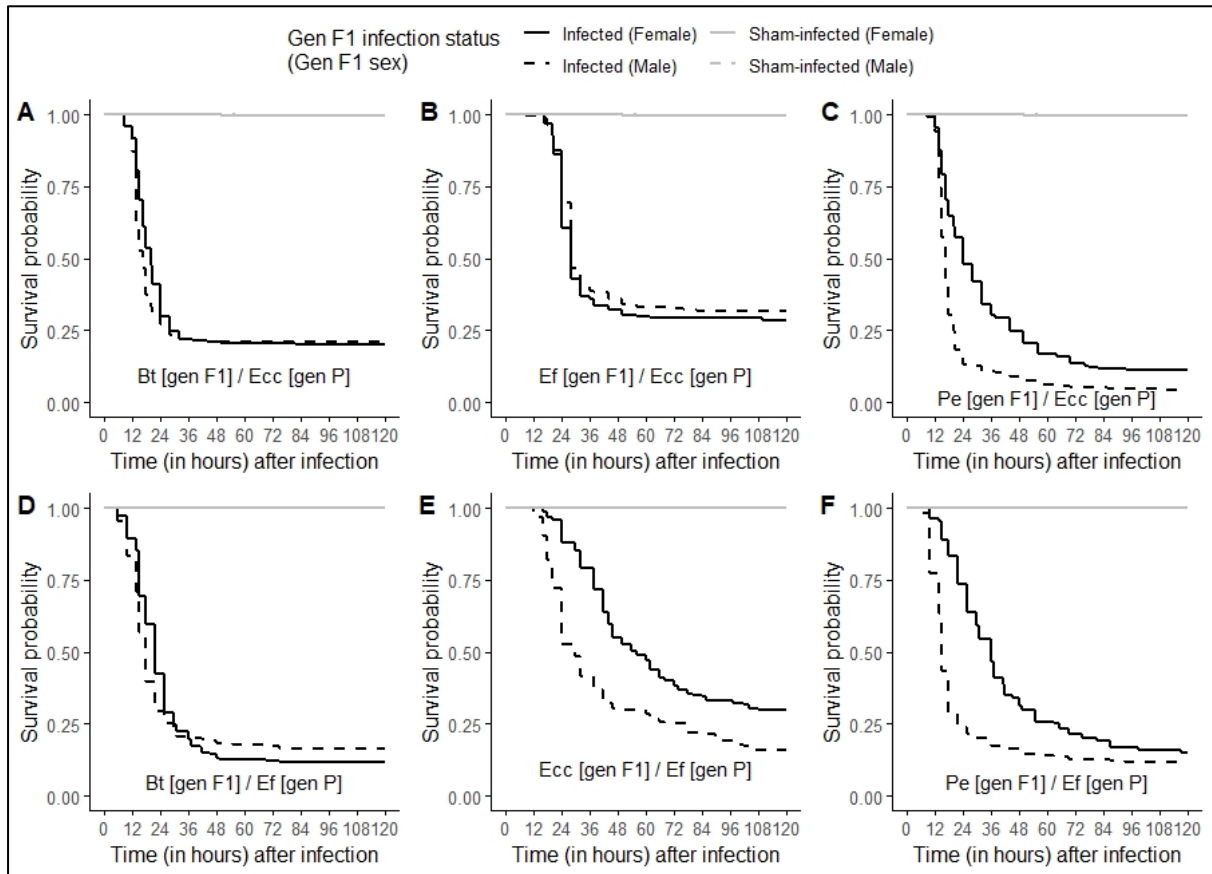 Gen F1 infection status
(Gen F1 sex)
Infected (Female)
Sham-infected (Female)
Infected (Male)
Sham-infected (Male)
A
Survival probability
1.00
0.75
0.50
0.25
0.00
Bt [gen F1] / Ecc [gen P]
0 12 24 36 48 60 72 84 96 108 120
Time (in hours) after infection
B
Survival probability
1.00
0.75
0.50
0.25
0.00
Ef [gen F1] / Ecc [gen P]
0 12 24 36 48 60 72 84 96 108 120
Time (in hours) after infection
C
Survival probability
1.00
0.75
0.50
0.25
0.00
Pe [gen F1] / Ecc [gen P]
0 12 24 36 48 60 72 84 96 108 120
Time (in hours) after infection
D
Survival probability
1.00
0.75
0.50
0.25
0.00
Bt [gen F1] / Ef [gen P]
0 12 24 36 48 60 72 84 96 108 120
Time (in hours) after infection
E
Survival probability
1.00
0.75
0.50
0.25
0.00
Ecc [gen F1] / Ef [gen P]
0 12 24 36 48 60 72 84 96 108 120
Time (in hours) after infection
F
Survival probability
1.00
0.75
0.50
0.25
0.00
Pe [gen F1] / Ef [gen P]
0 12 24 36 48 60 72 84 96 108 120
Time (in hours) after infection